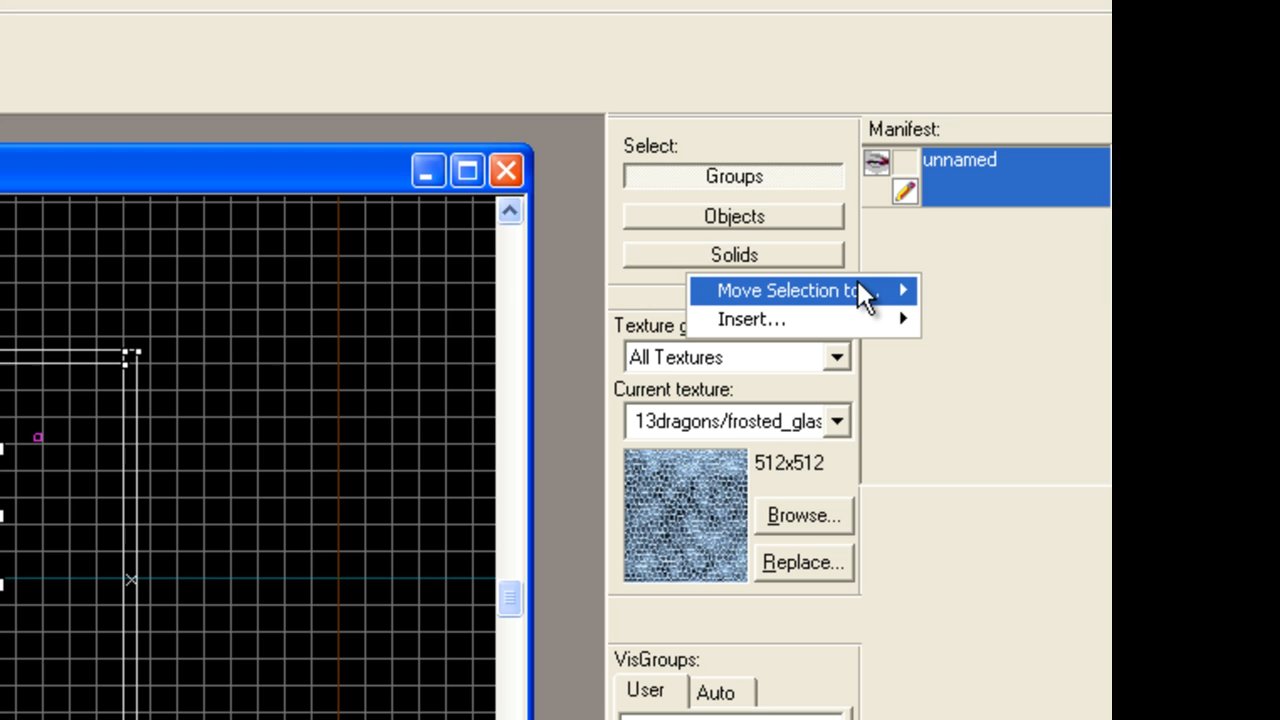 Manifest:
unnamed
Select:
Groups
Objects
Solids
Move Selection to...
Insert...
Texture g
All Textures
Current texture:
13dragons/frosted_glas
512x512
Browse...
Replace...
VisGroups:
User
Auto